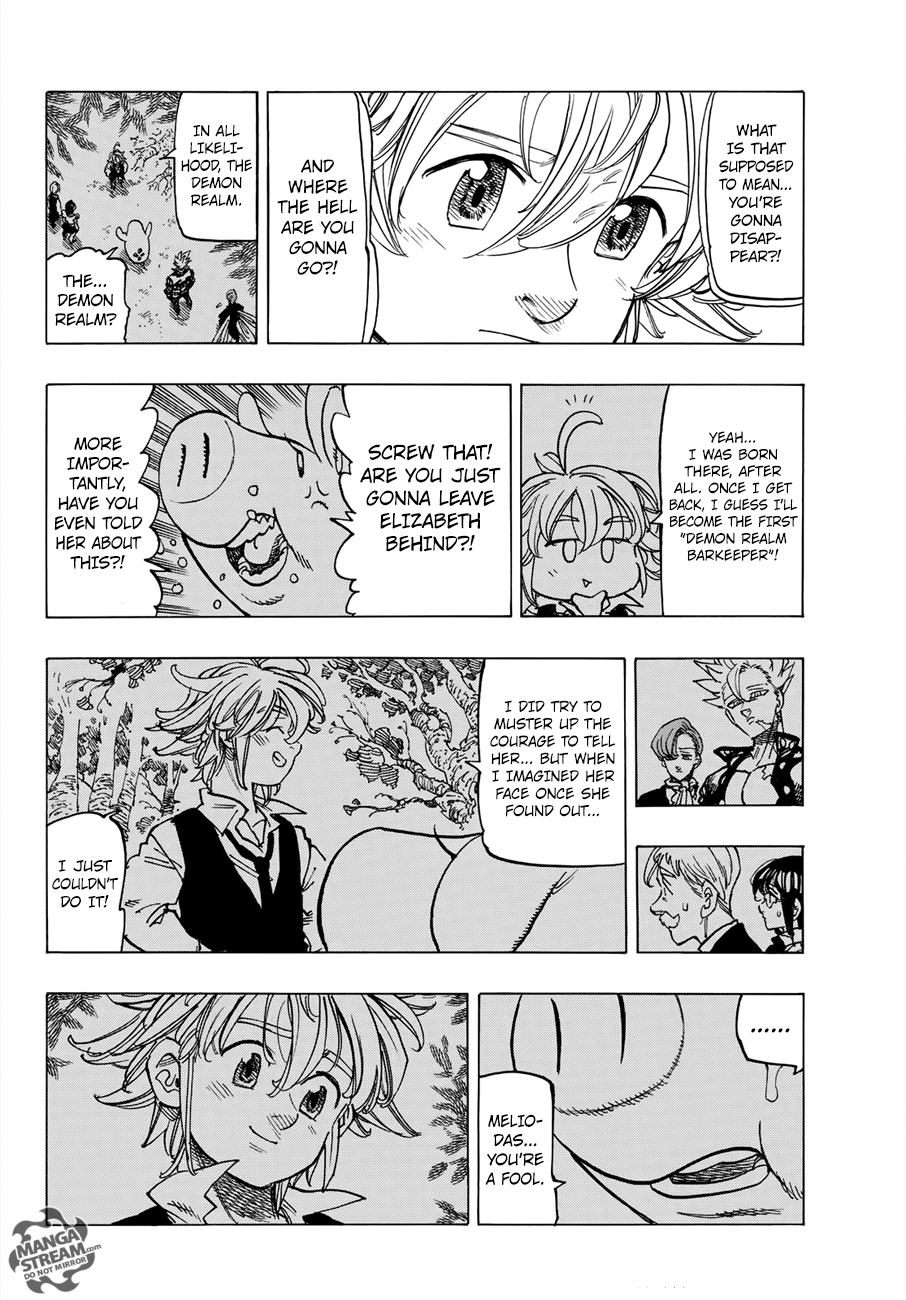 WHAT
IS THAT
SUPPOSED
TO MEAN...
YOU'RE
GONNA
DISAP-
PEAR?!
AND
WHERE
THE HELL
ARE YOU
GONNA
GO?!
IN ALL
LIKELI-
HOOD, THE
DEMON
REALM.
THE...
DEMON
REALM?
YEAH...
I WAS BORN
THERE, AFTER
ALL. ONCE I GET
BACK, I GUESS I'LL
BECOME THE FIRST
"DEMON REALM
BARKEEPER"!
SCREW THAT!
ARE YOU JUST
GONNA LEAVE
ELIZABETH
BEHIND?!
MORE
IMPOR-
TANTLY,
HAVE YOU
EVEN TOLD
HER ABOUT
THIS?!
I DID TRY TO
MUSTER UP THE
COURAGE TO TELL
HER... BUT WHEN
I IMAGINED HER
FACE ONCE SHE
FOUND OUT...
I JUST
COULDN'T
DO IT!
......
MELIO-
DAS...
YOU'RE
A FOOL.
MANGA
STREAM.com
DO NOT MIRROR